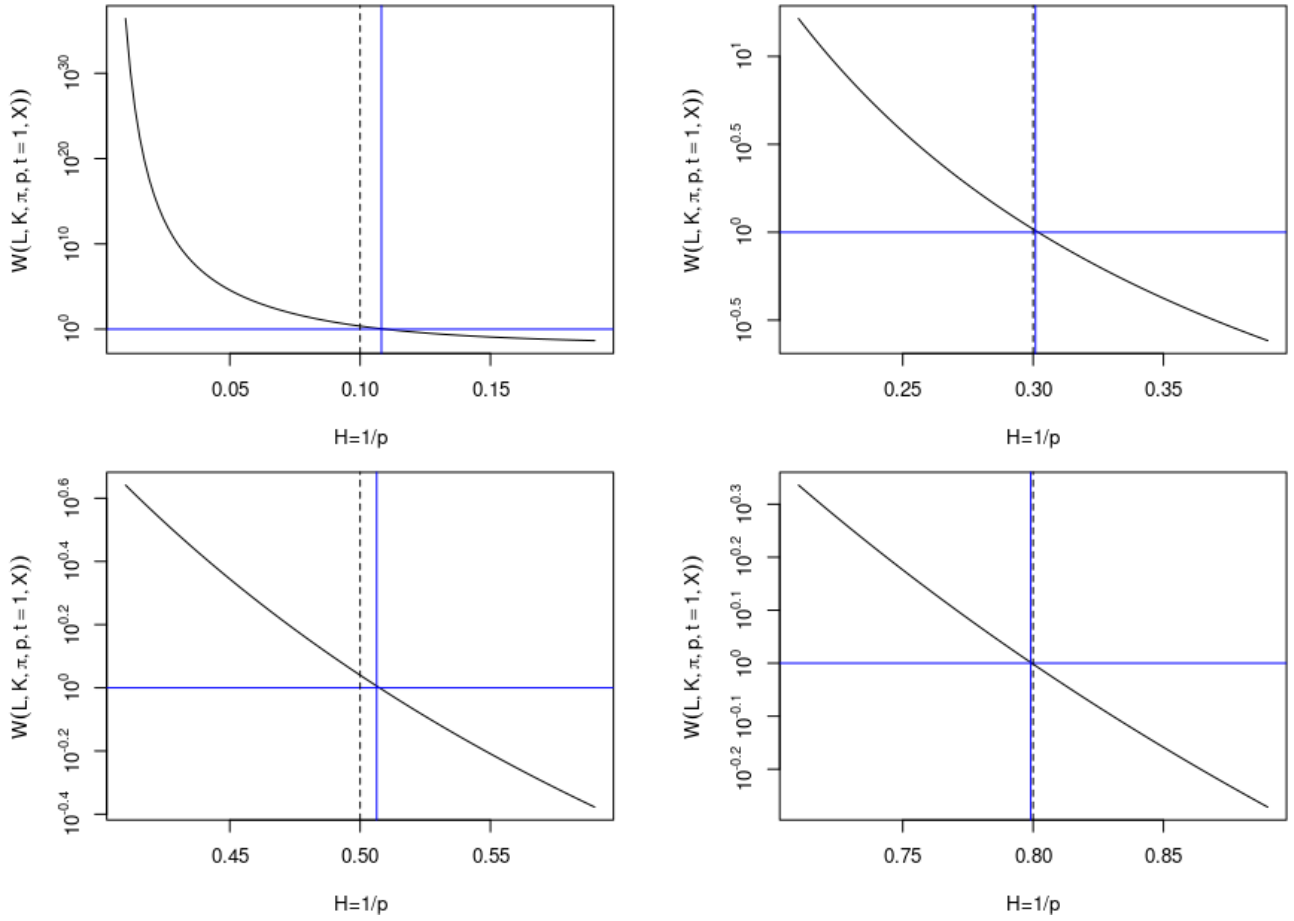 W(L, K, π, p, t = 1, X))
10^30
10^20
10^10
10^0
0.05 0.10 0.15
H=1/p
W(L, K, π, p, t = 1, X))
10^1
10^0.5
10^0
10^−0.5
0.25 0.30 0.35
H=1/p
W(L, K, π, p, t = 1, X))
10^0.6
10^0.4
10^0.2
10^0
10^−0.2
10^−0.4
0.45 0.50 0.55
H=1/p
W(L, K, π, p, t = 1, X))
10^0.3
10^0.2
10^0.1
10^0
10^−0.1
10^−0.2
0.75 0.80 0.85
H=1/p